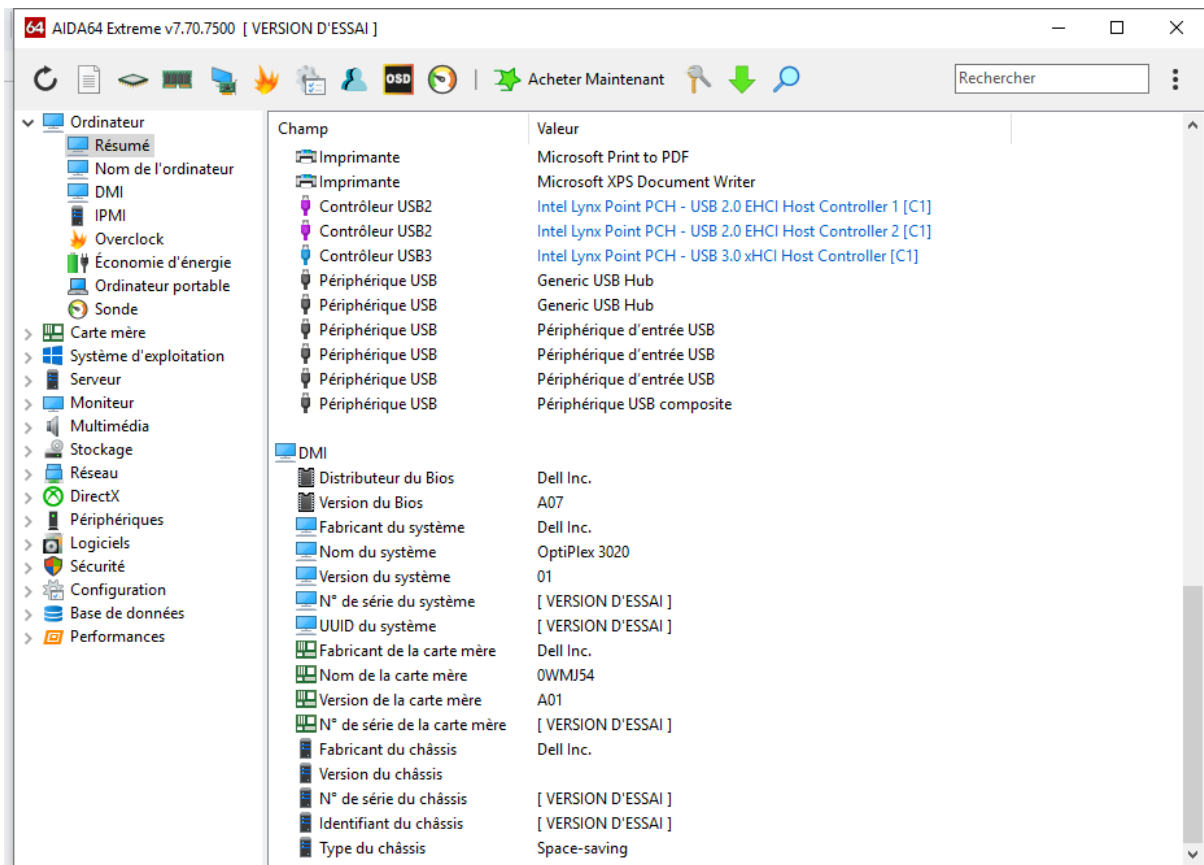 64 AIDA64 Extreme v7.70.7500 [ VERSION D'ESSAI ]
OSD Acheter Maintenant Rechercher
Ordinateur
Résumé
Nom de l'ordinateur
DMI
IPMI
Overclock
Économie d'énergie
Ordinateur portable
Sonde
Carte mère
Système d'exploitation
Serveur
Moniteur
Multimédia
Stockage
Réseau
DirectX
Périphériques
Logiciels
Sécurité
Configuration
Base de données
Performances
Champ Valeur
Imprimante Microsoft Print to PDF
Imprimante Microsoft XPS Document Writer
Contrôleur USB2 Intel Lynx Point PCH - USB 2.0 EHCI Host Controller 1 [C1]
Contrôleur USB2 Intel Lynx Point PCH - USB 2.0 EHCI Host Controller 2 [C1]
Contrôleur USB3 Intel Lynx Point PCH - USB 3.0 xHCI Host Controller [C1]
Périphérique USB Generic USB Hub
Périphérique USB Generic USB Hub
Périphérique USB Périphérique d'entrée USB
Périphérique USB Périphérique d'entrée USB
Périphérique USB Périphérique d'entrée USB
Périphérique USB Périphérique USB composite
DMI
Distributeur du Bios Dell Inc.
Version du Bios A07
Fabricant du système Dell Inc.
Nom du système OptiPlex 3020
Version du système 01
N° de série du système [ VERSION D'ESSAI ]
UUID du système [ VERSION D'ESSAI ]
Fabricant de la carte mère Dell Inc.
Nom de la carte mère 0WMJ54
Version de la carte mère A01
N° de série de la carte mère [ VERSION D'ESSAI ]
Fabricant du châssis Dell Inc.
Version du châssis
N° de série du châssis [ VERSION D'ESSAI ]
Identifiant du châssis [ VERSION D'ESSAI ]
Type du châssis Space-saving